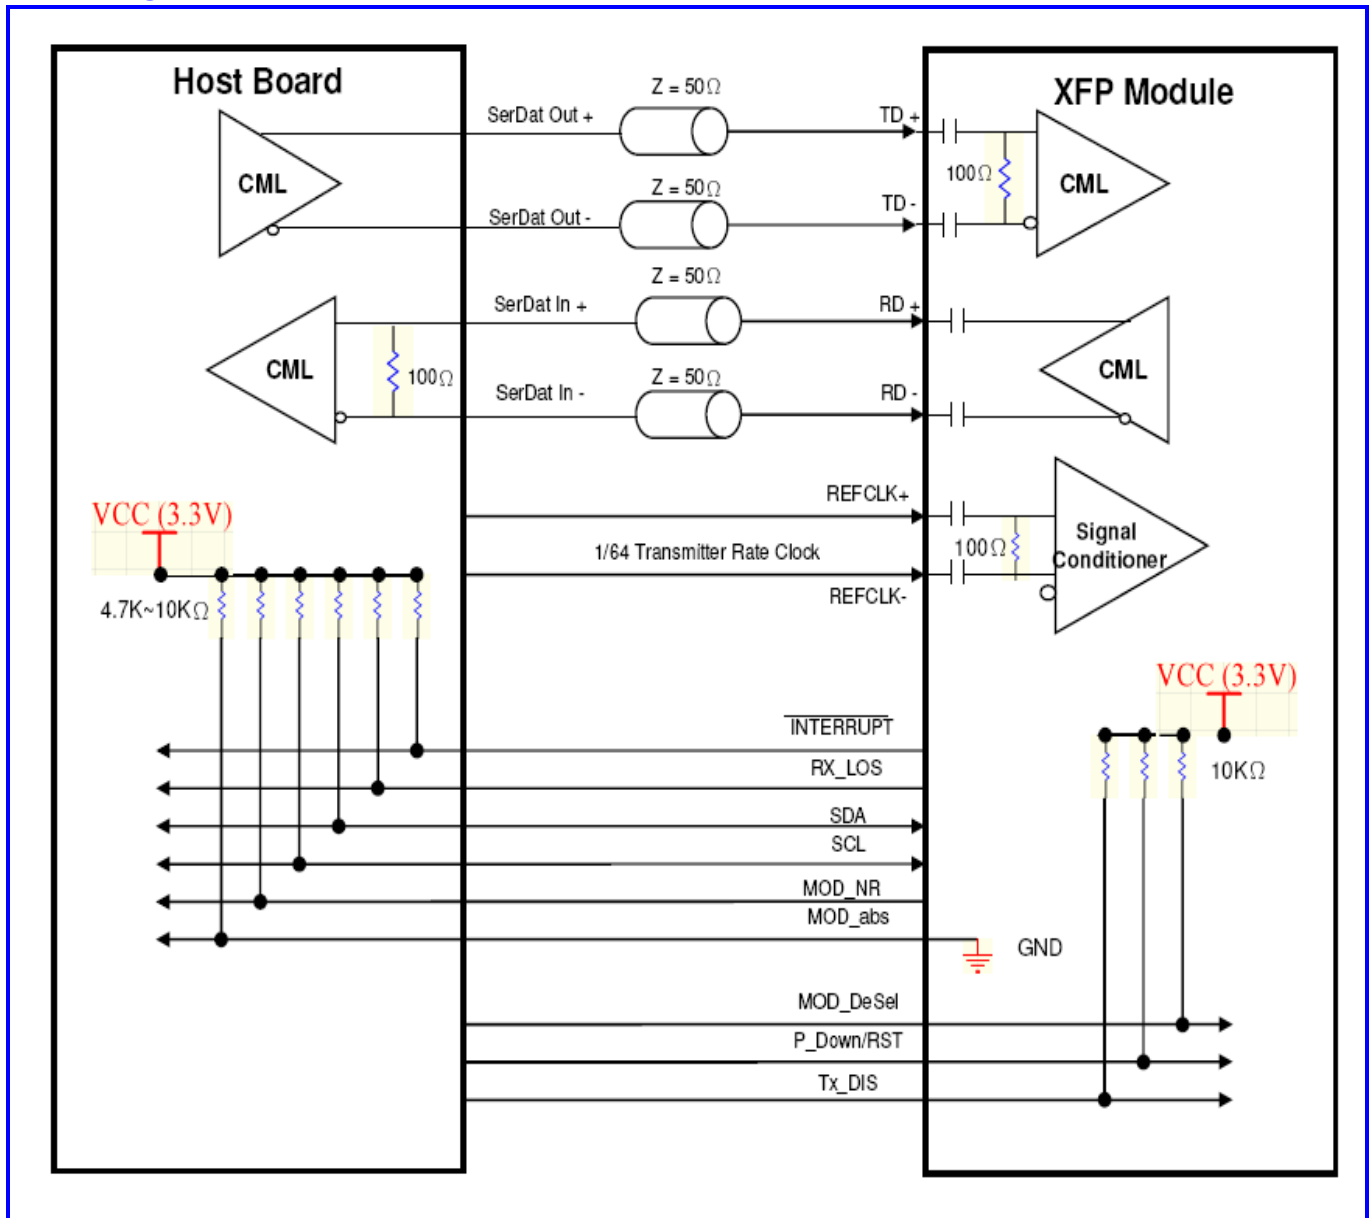 Host Board
XFP Module
Z = 50Ω
SerDat Out +
TD +
CML
100Ω
CML
Z = 50Ω
SerDat Out -
TD -
Z = 50Ω
SerDat In +
RD +
CML
100Ω
Z = 50Ω
CML
SerDat In -
RD -
VCC (3.3V)
REFCLK+
1/64 Transmitter Rate Clock
100Ω
Signal
Conditioner
REFCLK-
4.7K~10KΩ
VCC (3.3V)
INTERRUPT
RX_LOS
10KΩ
SDA
SCL
MOD_NR
MOD_abs
GND
MOD_DeSel
P_Down/RST
Tx_DIS